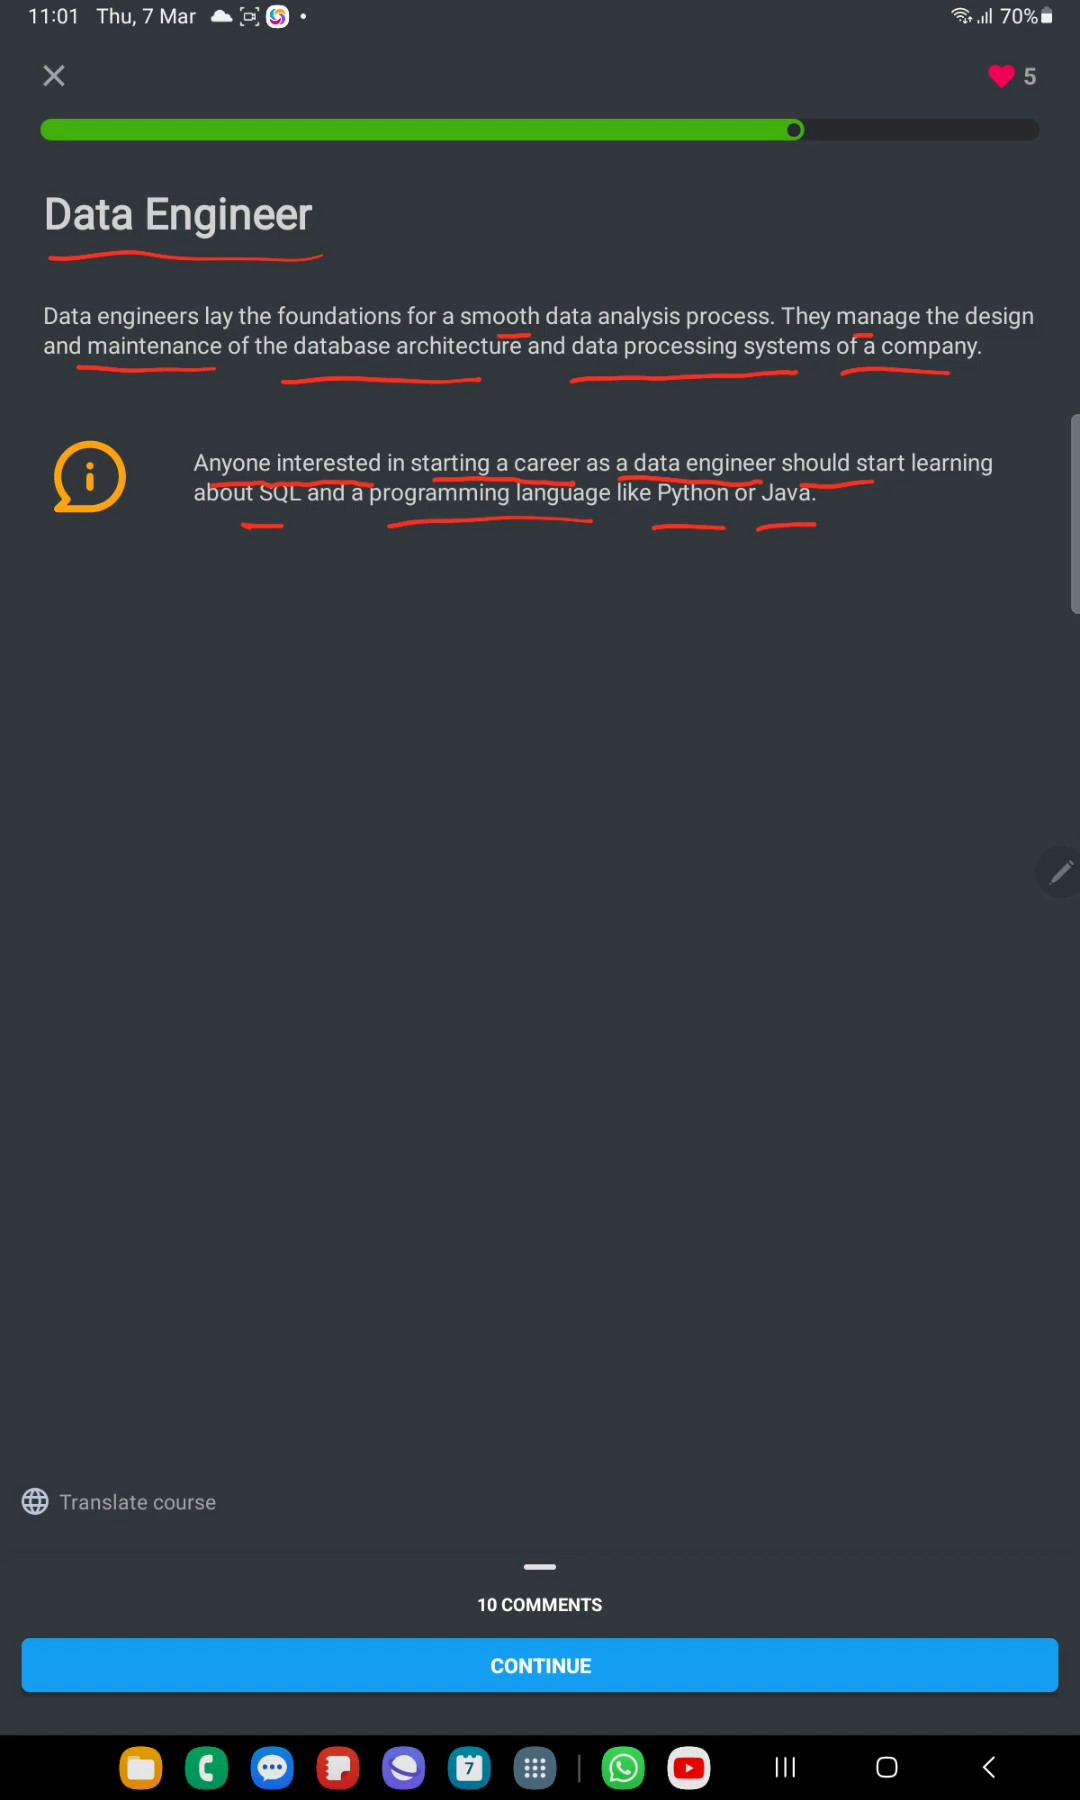 11:01 Thu, 7 Mar 70%
5
Data Engineer
Data engineers lay the foundations for a smooth data analysis process. They manage the design
and maintenance of the database architecture and data processing systems of a company.
Anyone interested in starting a career as a data engineer should start learning
about SQL and a programming language like Python or Java.
Translate course
10 COMMENTS
CONTINUE
7